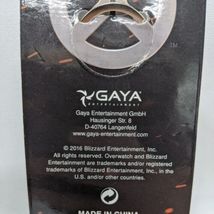 TM
GAYA
ENTERTAINMENT
Gaya Entertainment GmbH
Hausinger Str. 8
D-40764 Langenfeld
www.gaya-entertainment.com
© 2016 Blizzard Entertainment, Inc.
All rights reserved. Overwatch and Blizzard
Entertainment are trademarks and/or registered
trademarks of Blizzard Entertainment, Inc., in the
U.S. and/or other countries.
MADE IN CHINA